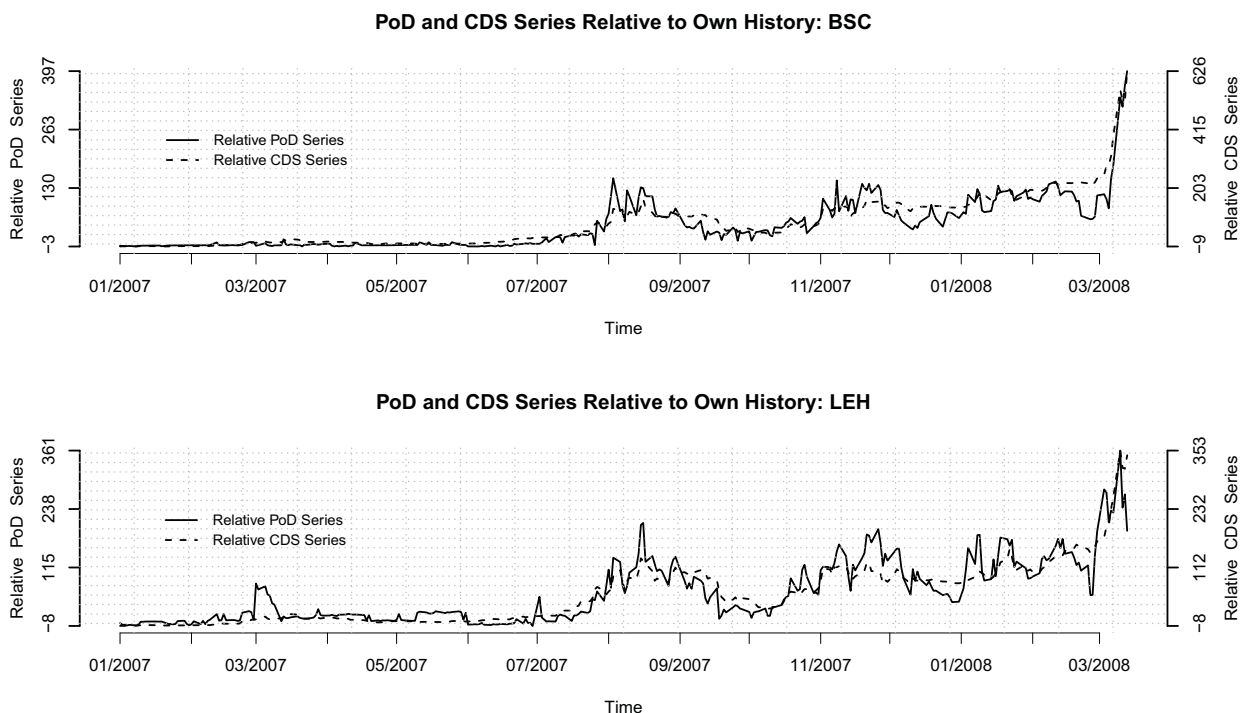 PoD and CDS Series Relative to Own History: BSC
Relative PoD Series
397
263
130
−3
Relative PoD Series
Relative CDS Series
626
415
203
−9
Relative CDS Series
01/2007 03/2007 05/2007 07/2007 09/2007 11/2007 01/2008 03/2008
Time
PoD and CDS Series Relative to Own History: LEH
Relative PoD Series
361
238
115
−8
Relative PoD Series
Relative CDS Series
353
232
112
−8
Relative CDS Series
01/2007 03/2007 05/2007 07/2007 09/2007 11/2007 01/2008 03/2008
Time